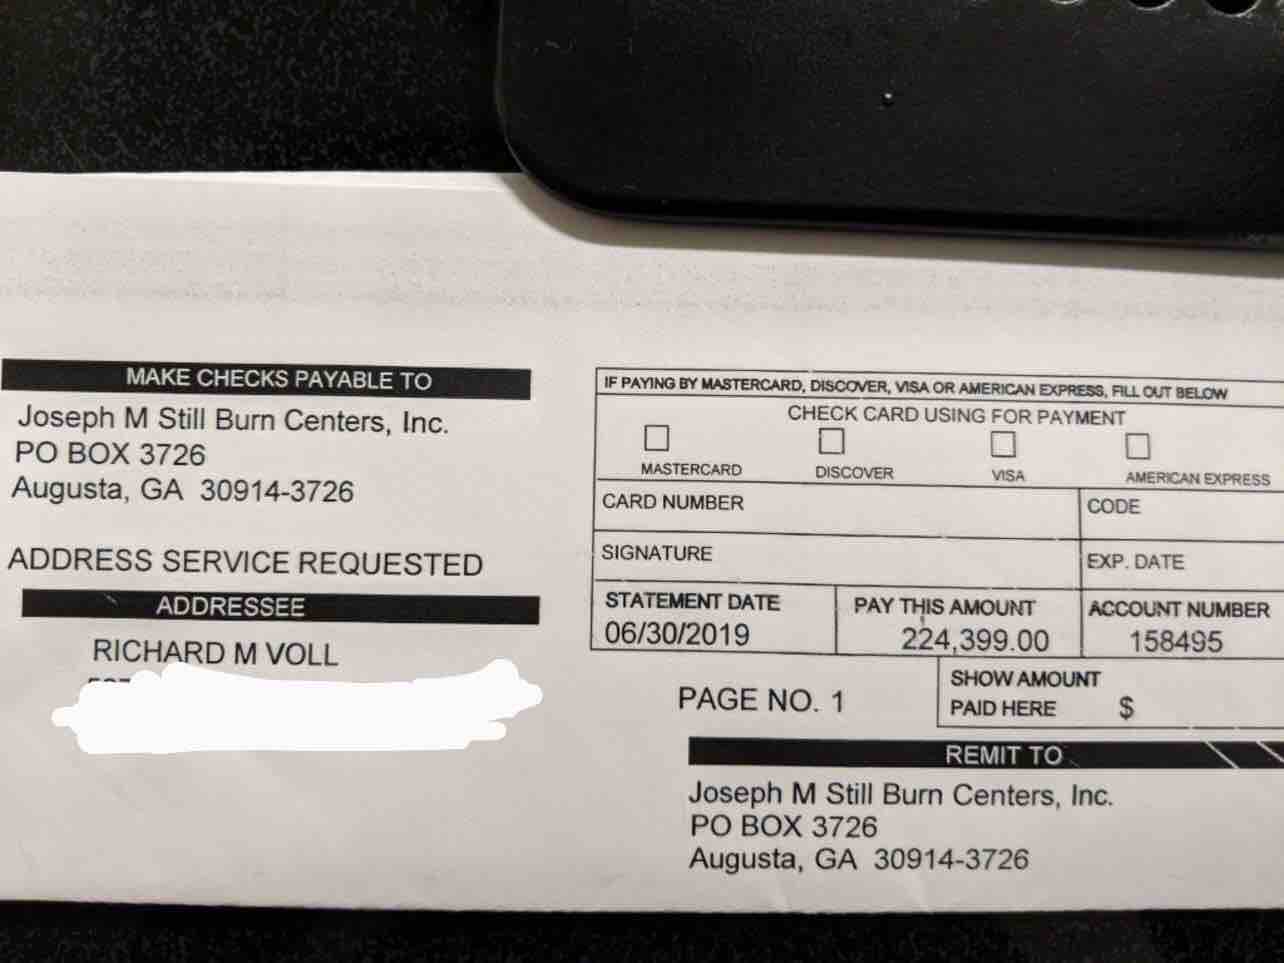 MAKE CHECKS PAYABLE TO
Joseph M Still Burn Centers, Inc.
PO BOX 3726
Augusta, GA 30914-3726
ADDRESS SERVICE REQUESTED
ADDRESSEE
RICHARD M VOLL
IF PAYING BY MASTERCARD, DISCOVER, VISA OR AMERICAN EXPRESS, FILL OUT BELOW
CHECK CARD USING FOR PAYMENT
MASTERCARD DISCOVER VISA AMERICAN EXPRESS
CARD NUMBER CODE
SIGNATURE EXP. DATE
STATEMENT DATE PAY THIS AMOUNT ACCOUNT NUMBER
06/30/2019 224,399.00 158495
PAGE NO. 1
SHOW AMOUNT
PAID HERE $
REMIT TO
Joseph M Still Burn Centers, Inc.
PO BOX 3726
Augusta, GA 30914-3726